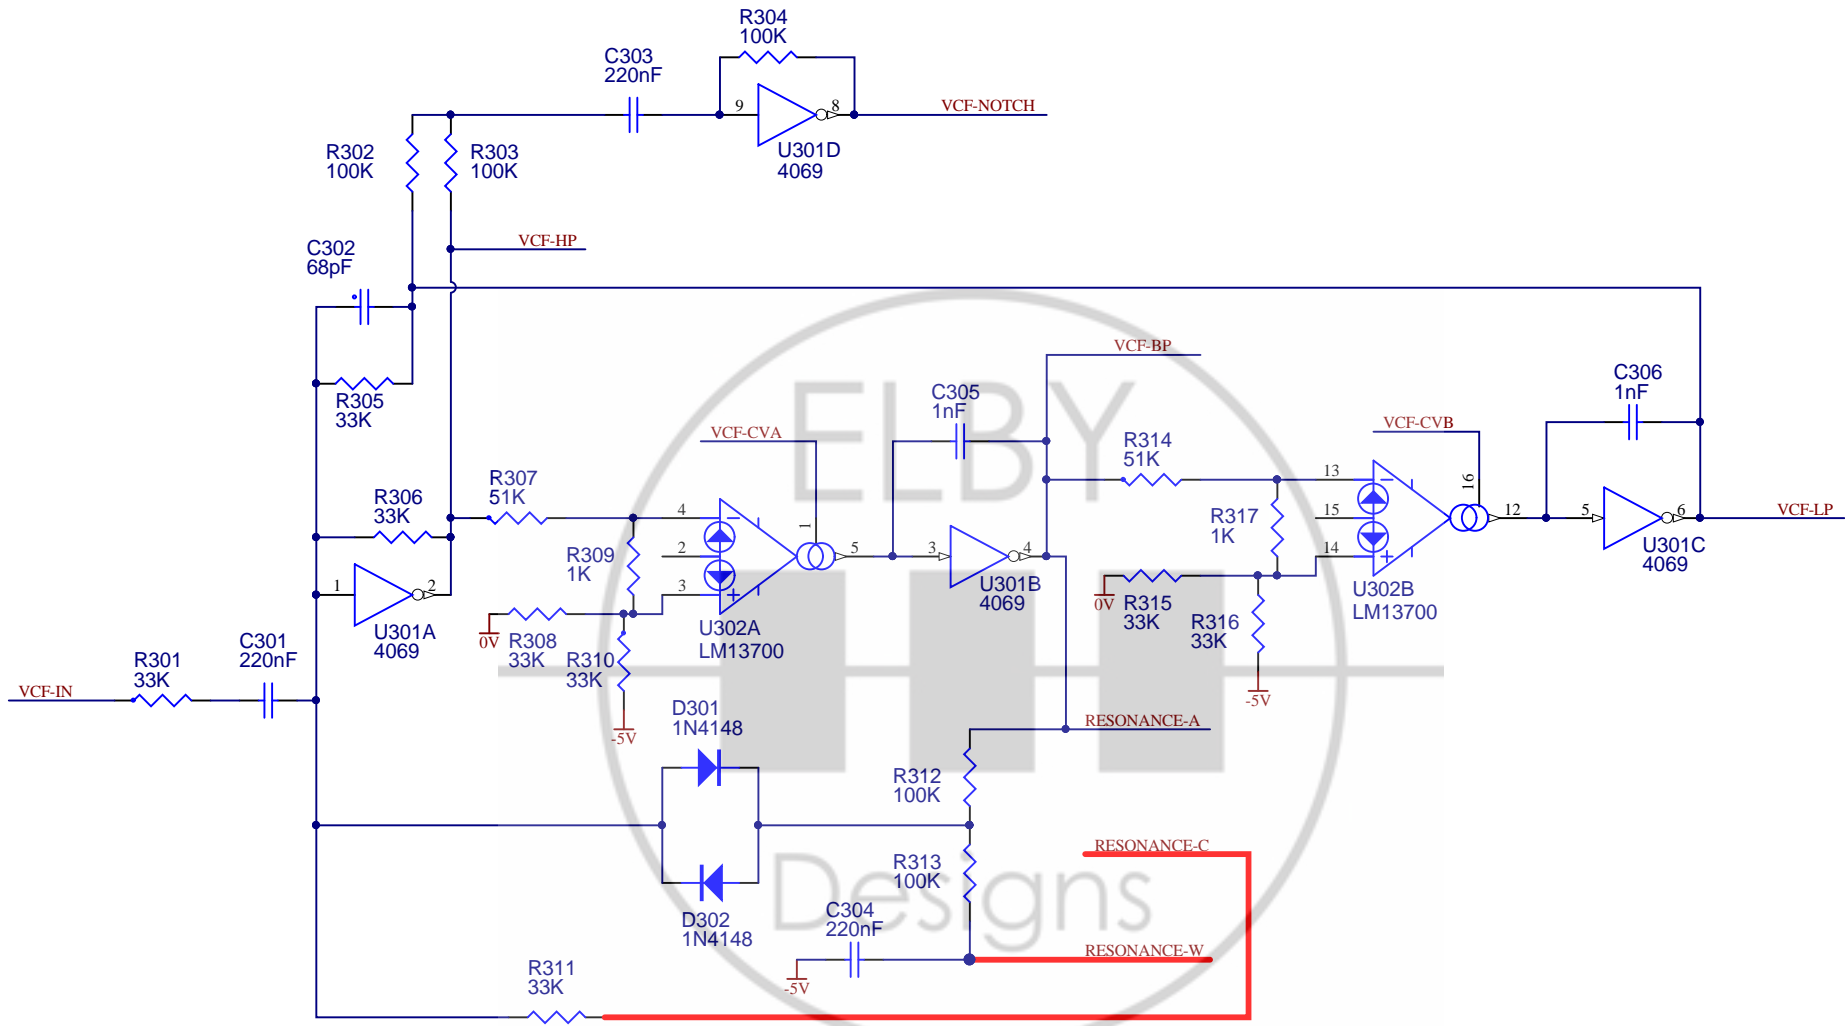 R304
100K
C303
220nF
9
8
VCF-NOTCH
U301D
4069
R302
100K
R303
100K
VCF-HP
C302
68pF
R305
33K
VCF-BP
C305
1nF
C306
1nF
VCF-CVA
VCF-CVB
R314
51K
13
16
R307
51K
R306
33K
4
1
R317
1K
15
12
5
6
VCF-LP
R309
1K
2
5
3
4
14
U301C
4069
3
U301B
4069
U302B
LM13700
1
2
0V
R315
33K
R316
33K
U301A
4069
0V
R308
33K
R310
33K
U302A
LM13700
C301
220nF
R301
33K
VCF-IN
-5V
-5V
D301
1N4148
RESONANCE-A
R312
100K
RESONANCE-C
R313
100K
D302
1N4148
C304
220nF
RESONANCE-W
-5V
R311
33K
ELBY
Designs